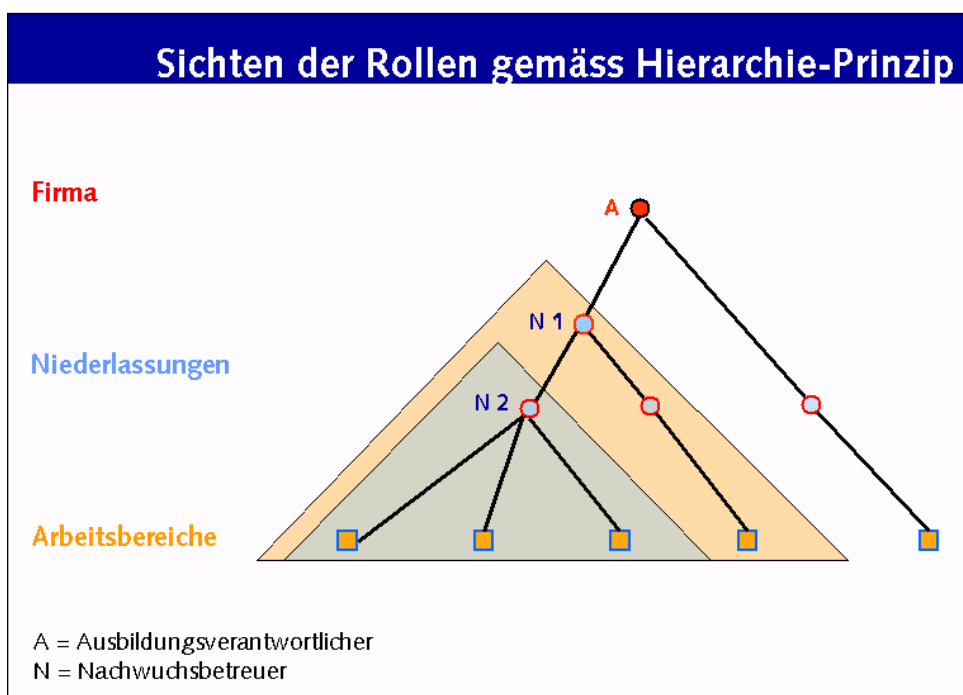 Sichten der Rollen gemäss Hierarchie-Prinzip
Firma
A
N 1
Niederlassungen
N 2
Arbeitsbereiche
A = Ausbildungsverantwortlicher
N = Nachwuchsbetreuer